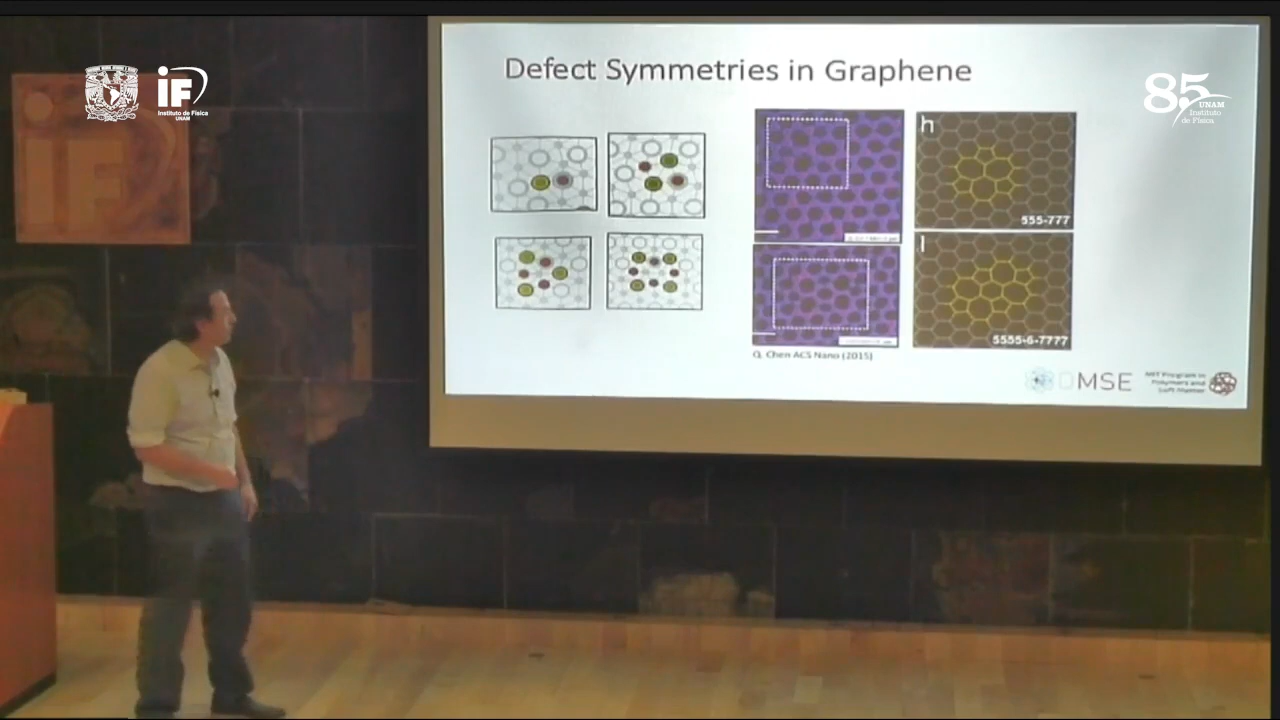 iF
Instituto de Física
UNAM
iF
85
UNAM
Instituto
de Física
Defect Symmetries in Graphene
h
555-777
i
5555-6-7777
Q. Chen ACS Nano (2015)
DMSE
MIT Program in
Polymers and
Soft Matter